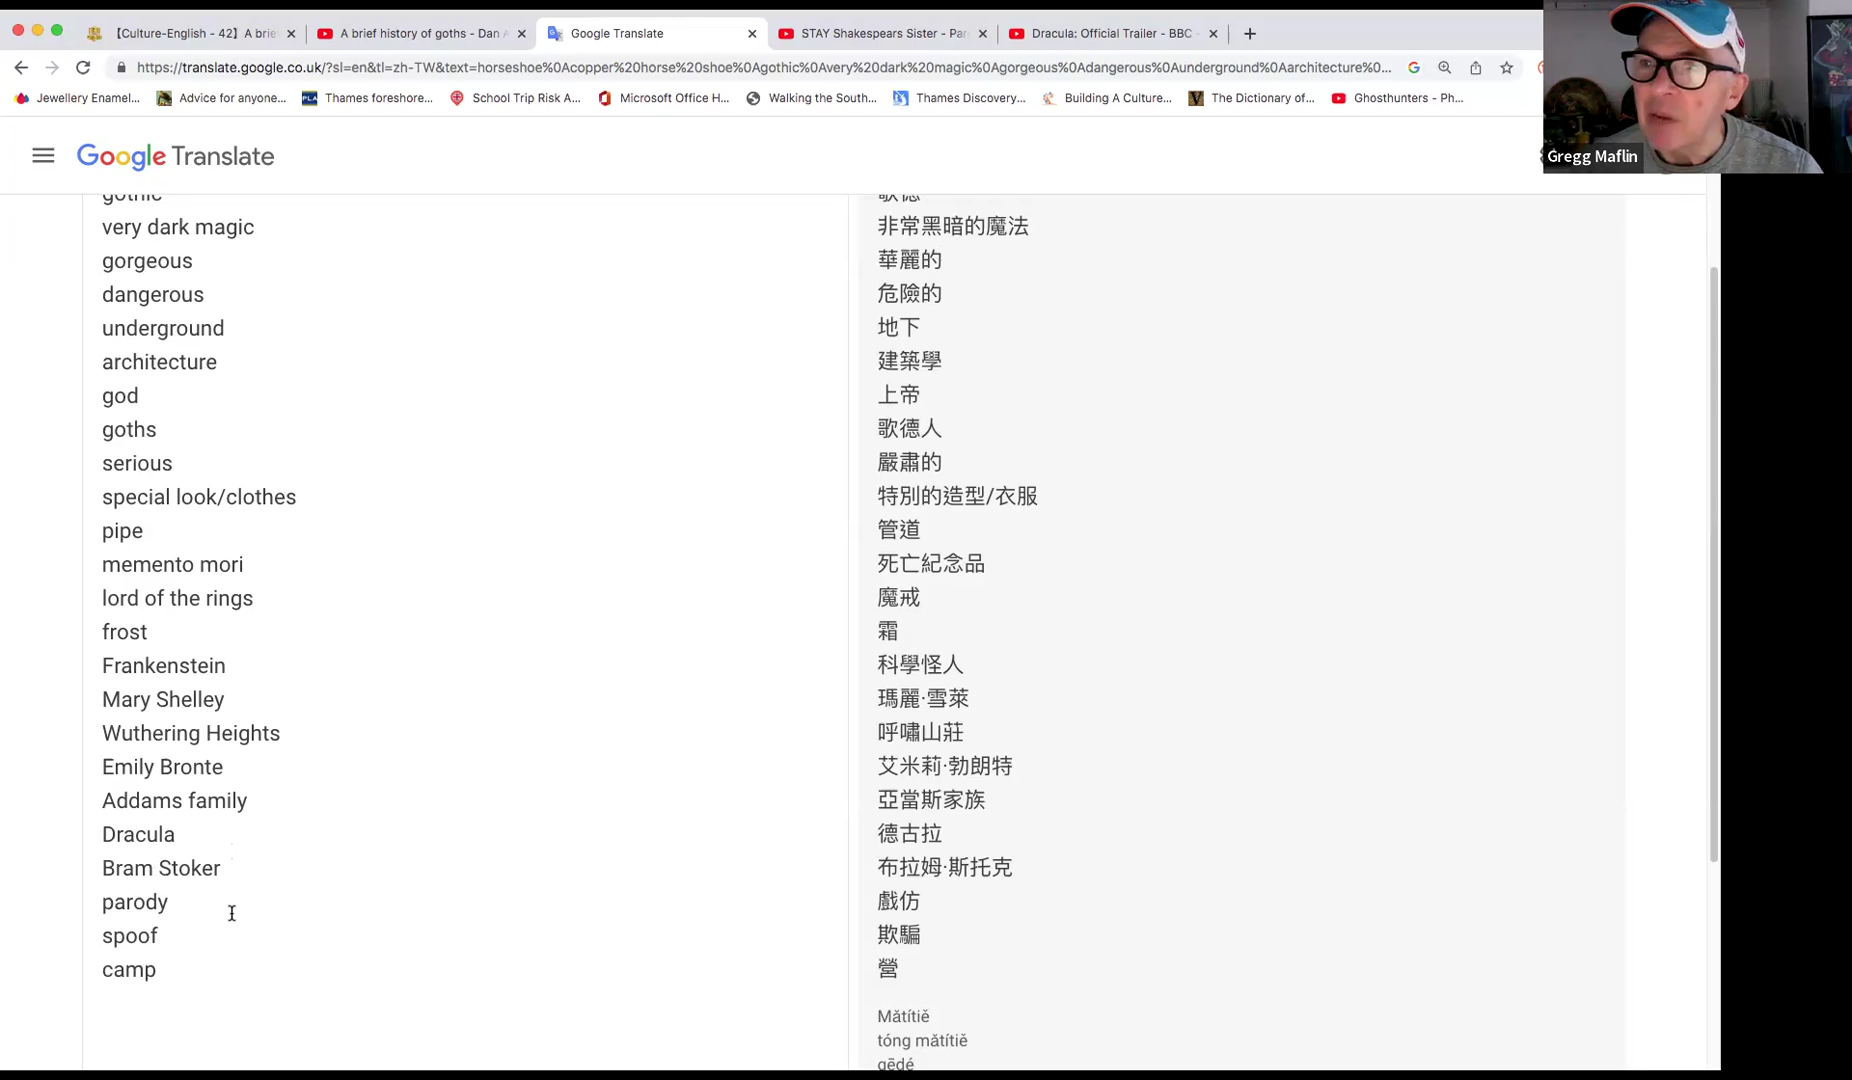 【Culture-English - 42】A brie
A brief history of goths - Dan A
Google Translate
STAY Shakespears Sister - Par
Dracula: Official Trailer - BBC
https://translate.google.co.uk/?sl=en&tl=zh-TW&text=horseshoe%0Acopper%20horse%20shoe%0Agothic%0Avery%20dark%20magic%0Agorgeous%0Adangerous%0Aunderground%0Aarchitecture%0...
Jewellery Enamel...
Advice for anyone...
PLA
Thames foreshore...
School Trip Risk A...
Microsoft Office H...
Walking the South...
Thames Discovery...
Building A Culture...
The Dictionary of...
Ghosthunters - Ph...
Gregg Maflin
Google Translate
gothic
歌德
very dark magic
非常黑暗的魔法
gorgeous
華麗的
dangerous
危險的
underground
地下
architecture
建築學
god
上帝
goths
歌德人
serious
嚴肅的
special look/clothes
特別的造型/衣服
pipe
管道
memento mori
死亡紀念品
lord of the rings
魔戒
frost
霜
Frankenstein
科學怪人
Mary Shelley
瑪麗·雪萊
Wuthering Heights
呼嘯山莊
Emily Bronte
艾米莉·勃朗特
Addams family
亞當斯家族
Dracula
德古拉
Bram Stoker
布拉姆·斯托克
parody
戲仿
spoof
欺騙
camp
營
Mǎtítiě
tóng mǎtítiě
gēdé